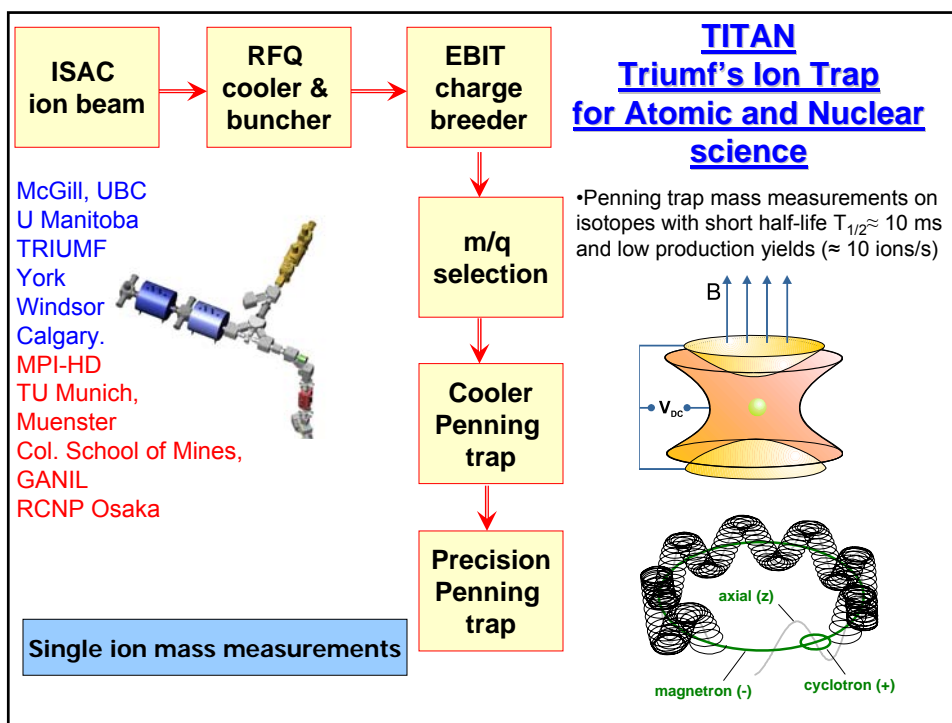 TITAN
Triumf's Ion Trap
for Atomic and Nuclear
science
ISAC
ion beam
RFQ
cooler &
buncher
EBIT
charge
breeder
m/q
selection
Cooler
Penning
trap
Precision
Penning
trap
McGill, UBC
U Manitoba
TRIUMF
York
Windsor
Calgary.
MPI-HD
TU Munich,
Muenster
Col. School of Mines,
GANIL
RCNP Osaka
Single ion mass measurements
•Penning trap mass measurements on
isotopes with short half-life T1/2≈ 10 ms
and low production yields (≈ 10 ions/s)
B
VDC
axial (z)
magnetron (-)
cyclotron (+)